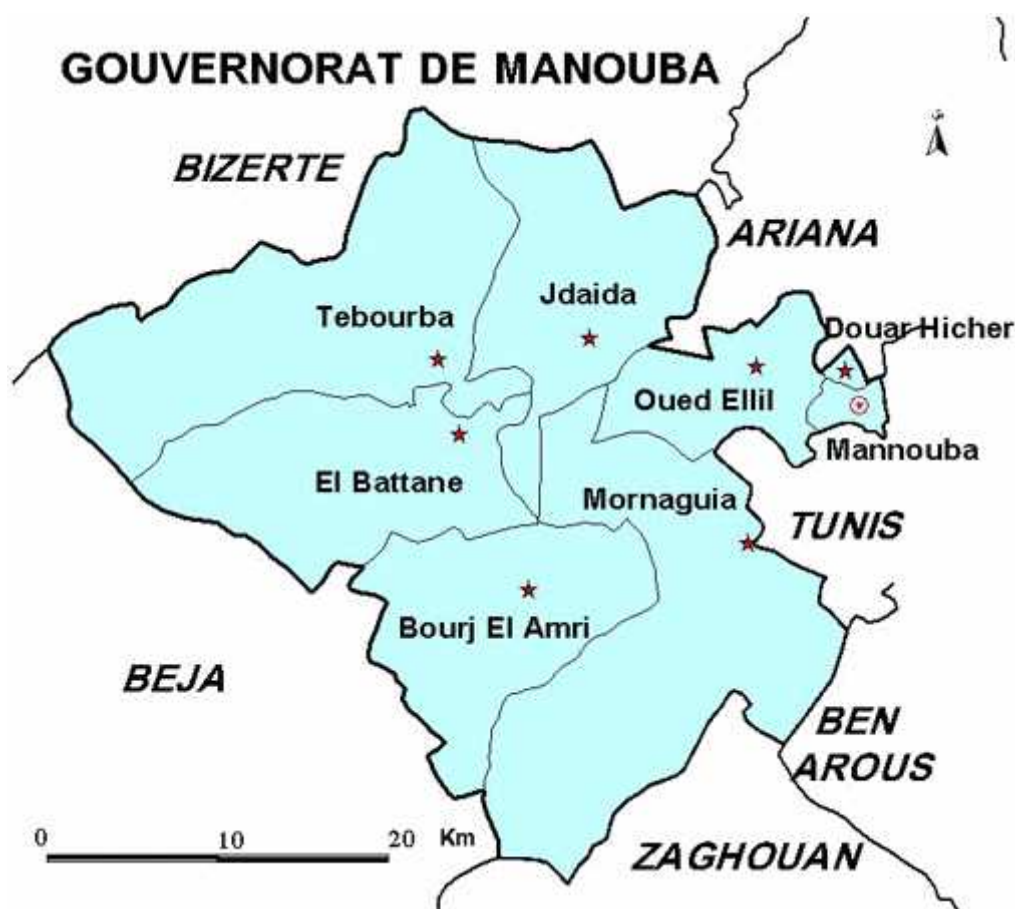 GOUVERNORAT DE MANOUBA
BIZERTE
ARIANA
Jdaida
Tebourba
Douar Hicher
Oued Ellil
Mannouba
El Battane
Mornaguia
TUNIS
Bourj El Amri
BEJA
BEN
AROUS
0 10 20 Km
ZAGHOUAN